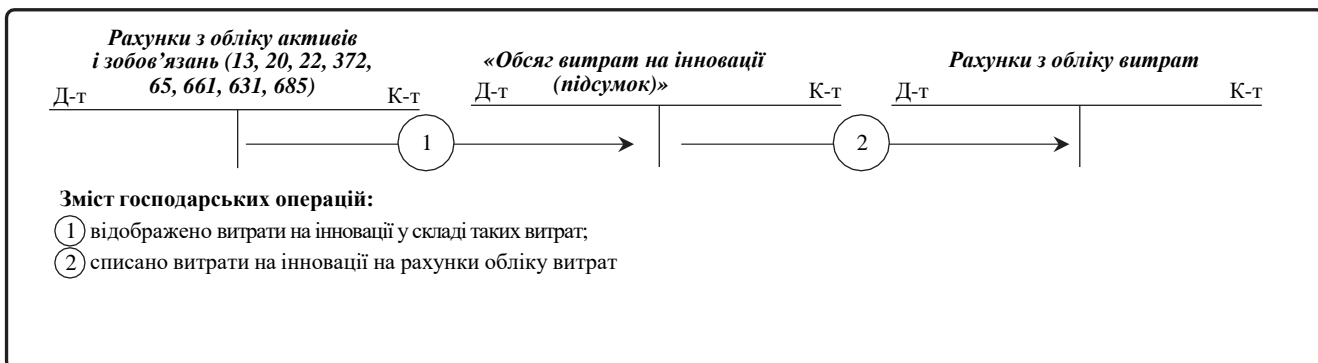 Рахунки з обліку активів
і зобов’язань (13, 20, 22, 372,
65, 661, 631, 685)
Д-т К-т
«Обсяг витрат на інновації
(підсумок)»
Д-т К-т
Рахунки з обліку витрат
Д-т К-т
1
2
Зміст господарських операцій:
1 відображено витрати на інновації у складі таких витрат;
2 списано витрати на інновації на рахунки обліку витрат